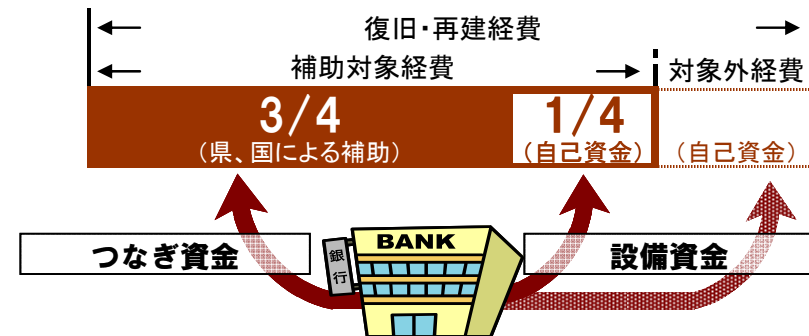 復旧・再建経費
補助対象経費
対象外経費
3/4
(県、国による補助)
1/4
(自己資金)
(自己資金)
つなぎ資金
銀行
BANK
設備資金